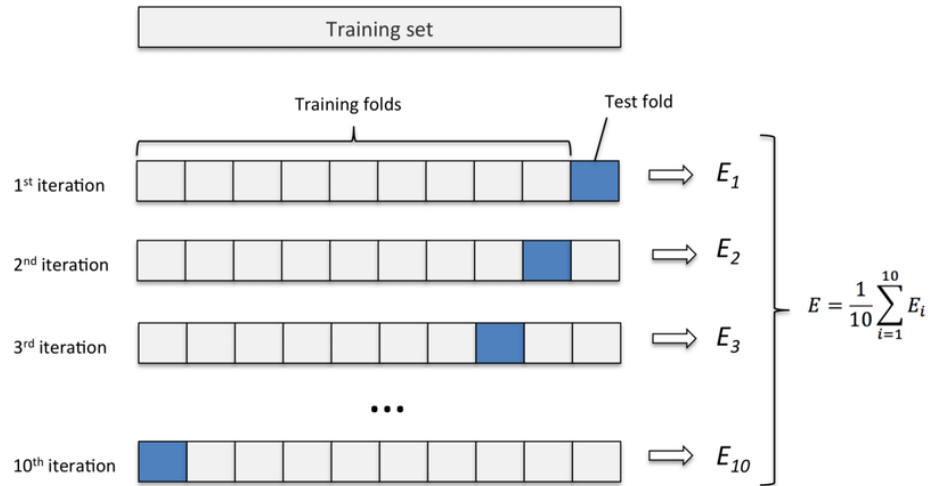 Training set
Training folds
Test fold
1st iteration
E1
2nd iteration
E2
3rd iteration
E3
E = 1/10 ∑ i=1 10 Ei
...
10th iteration
E10